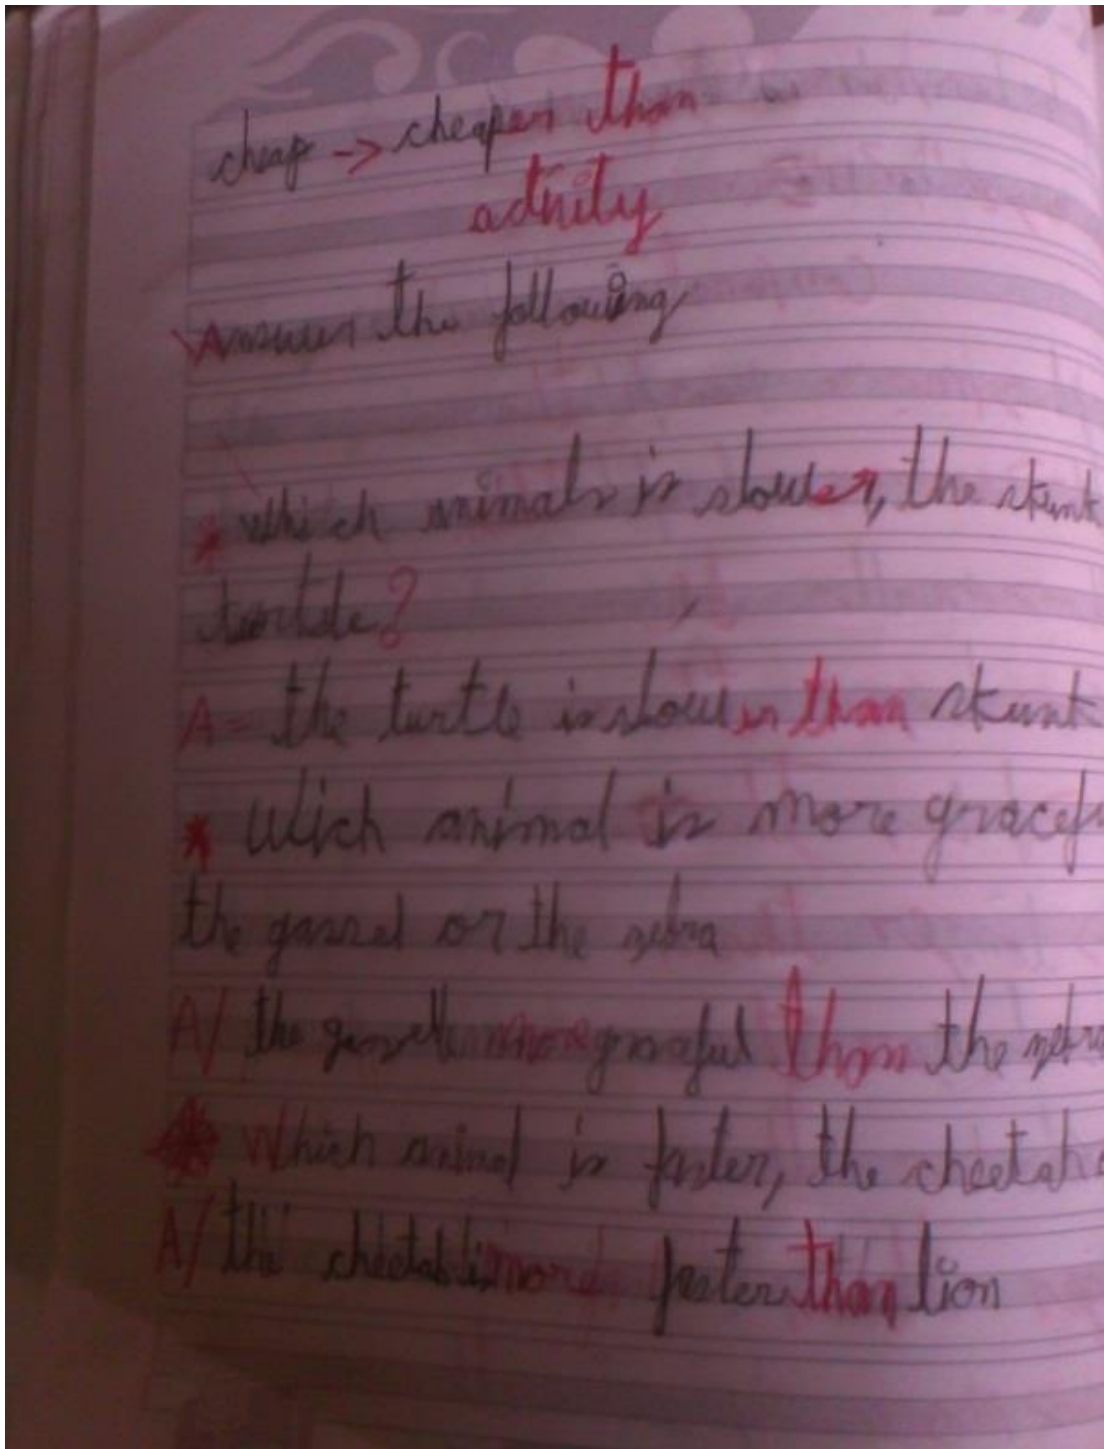 cheap -> cheaper than
activity
Answer the following
* which animals is slower, the skunk
turtle?
A = the turtle is slower than skunk
* Wich animal is more gracefu
the gazzel or the zebra
A/ the gazelle more graceful than the zebra
* Which animal is faster, the cheetah o
A/ the cheetah is more faster than lion